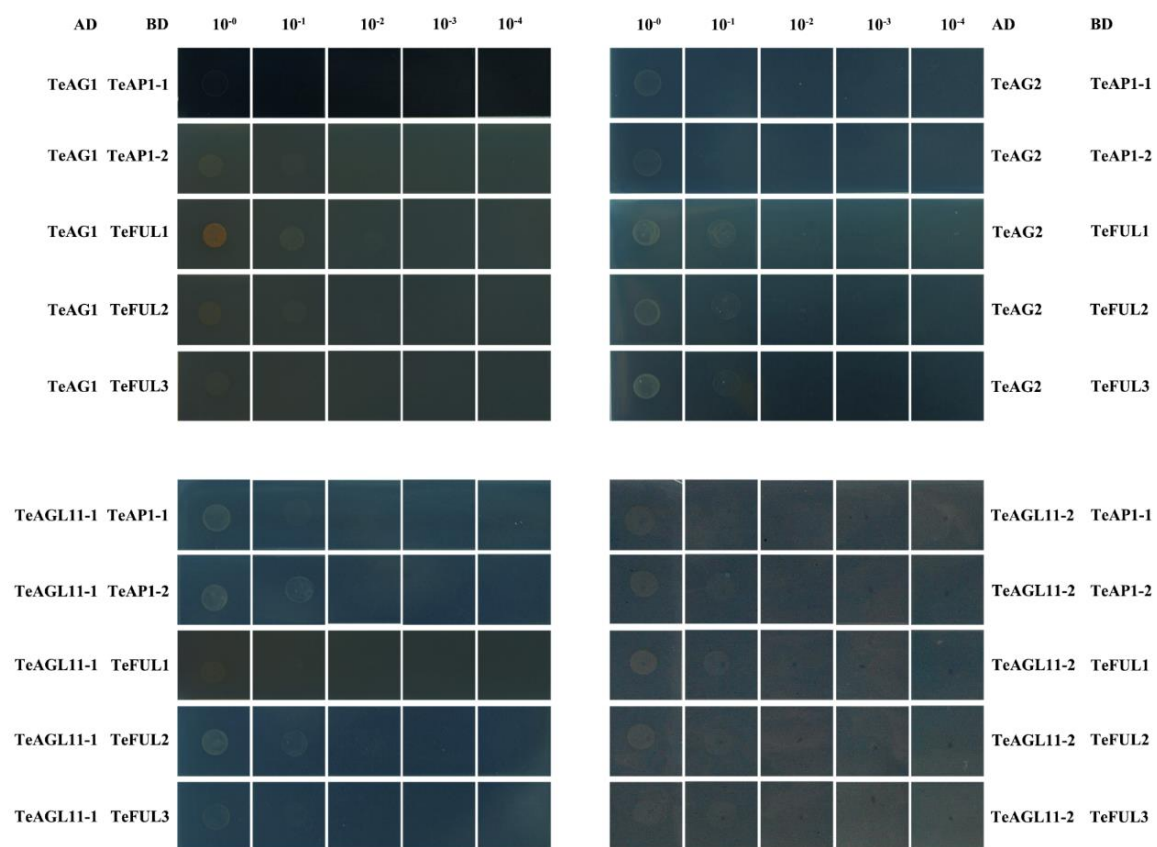 AD BD 10-0 10-1 10-2 10-3 10-4
TeAG1 TeAP1-1
TeAG1 TeAP1-2
TeAG1 TeFUL1
TeAG1 TeFUL2
TeAG1 TeFUL3
10-0 10-1 10-2 10-3 10-4 AD BD
TeAG2 TeAP1-1
TeAG2 TeAP1-2
TeAG2 TeFUL1
TeAG2 TeFUL2
TeAG2 TeFUL3
TeAGL11-1 TeAP1-1
TeAGL11-1 TeAP1-2
TeAGL11-1 TeFUL1
TeAGL11-1 TeFUL2
TeAGL11-1 TeFUL3
TeAGL11-2 TeAP1-1
TeAGL11-2 TeAP1-2
TeAGL11-2 TeFUL1
TeAGL11-2 TeFUL2
TeAGL11-2 TeFUL3